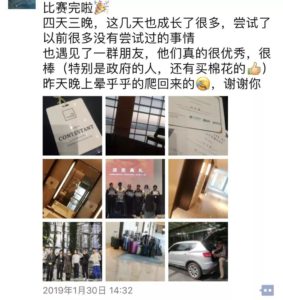 比赛完啦
四天三晚，这几天也成长了很多，尝试了
以前很多没有尝试过的事情
也遇见了一群朋友，他们真的很优秀，很
棒（特别是政府的人，还有买棉花的）
昨天晚上晕乎乎的爬回来的，谢谢你
CONTESTANT
2019年1月30日 14:32